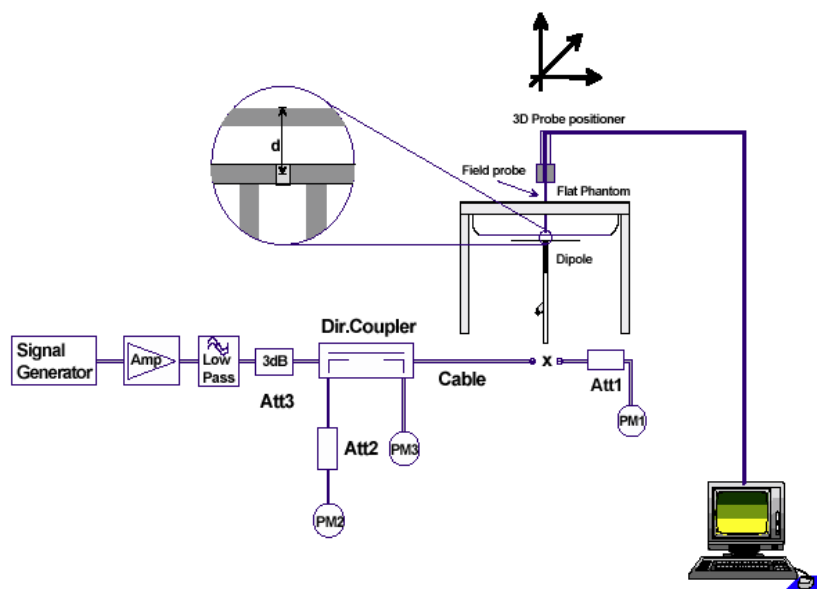 3D Probe positioner
d
Field probe
Flat Phantom
Dipole
Dir.Coupler
Signal
Generator
Amp
Low
Pass
3dB
Att3
Cable
x
Att1
PM1
Att2
PM3
PM2